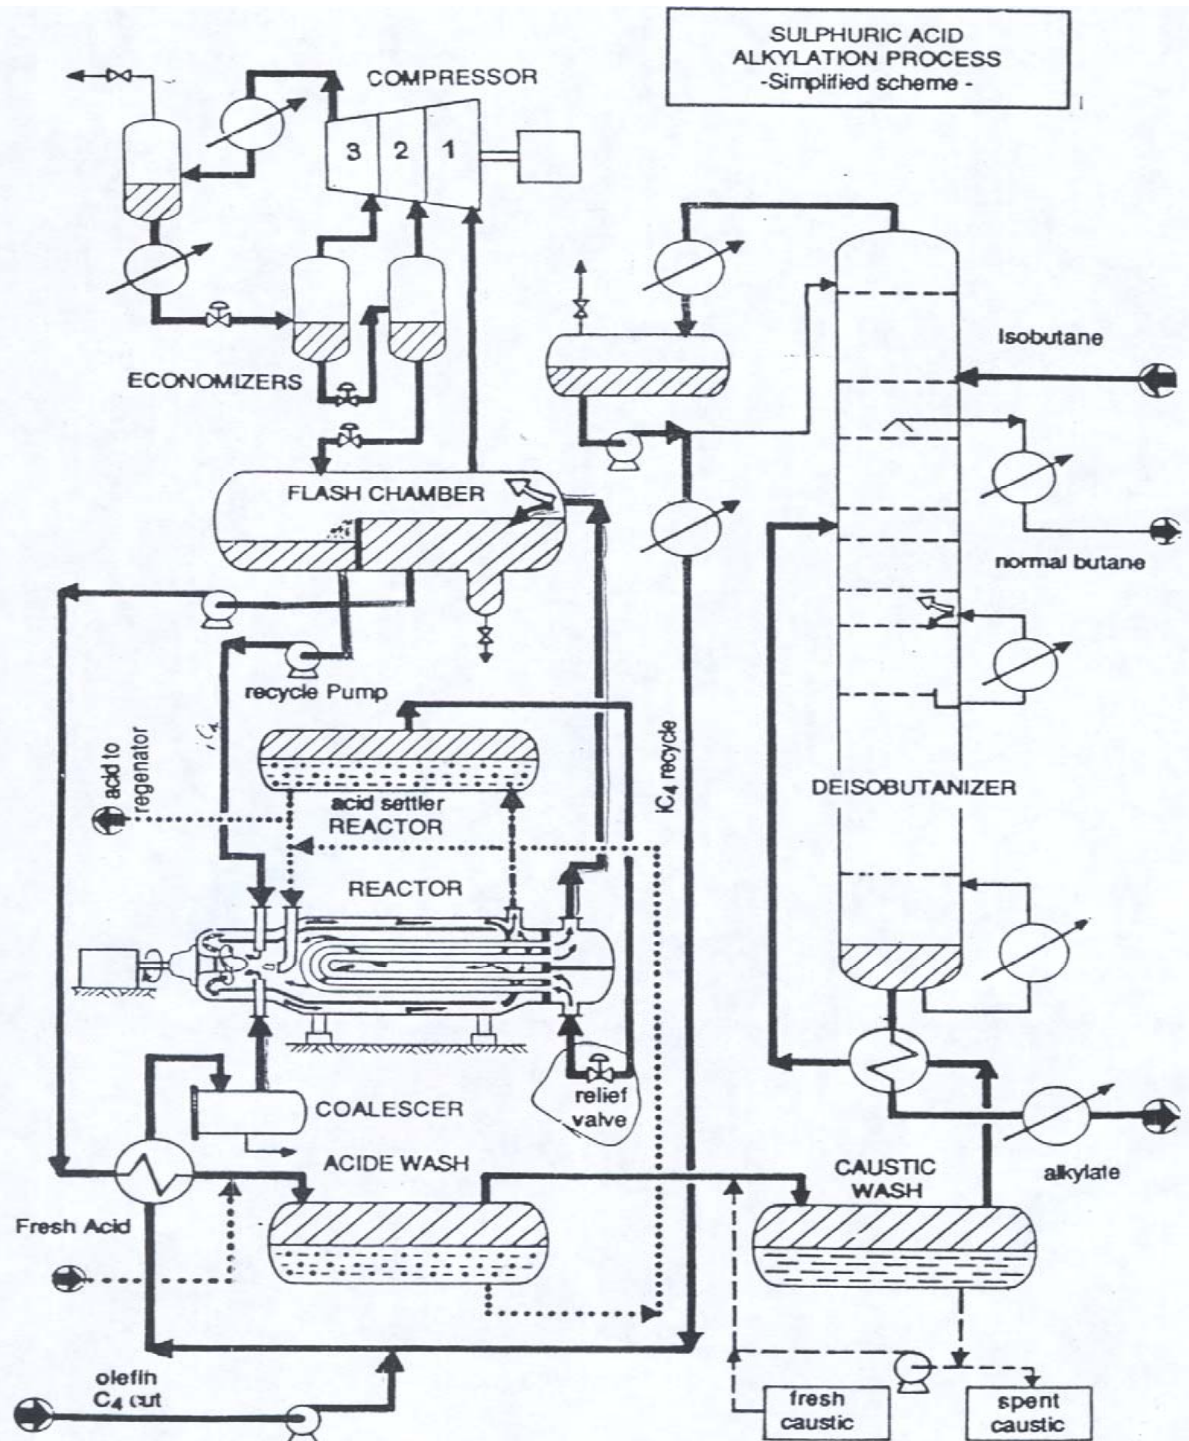 SULPHURIC ACID
ALKYLATION PROCESS
-Simplified scheme -
COMPRESSOR
3 2 1
ECONOMIZERS
Isobutane
FLASH CHAMBER
normal butane
recycle Pump
acid to
regenator
acid settler
REACTOR
IC4 recycle
DEISOBUTANIZER
REACTOR
relief
valve
COALESCER
ACIDE WASH
CAUSTIC
WASH
alkylate
Fresh Acid
olefin
C4 cut
fresh
caustic
spent
caustic